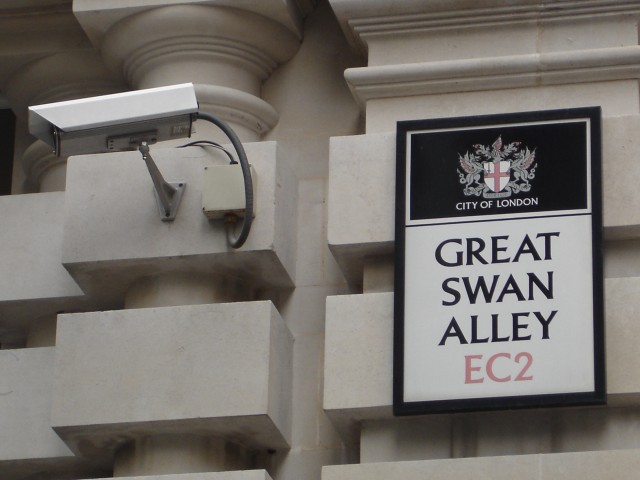 CITY OF LONDON
GREAT
SWAN
ALLEY
EC2